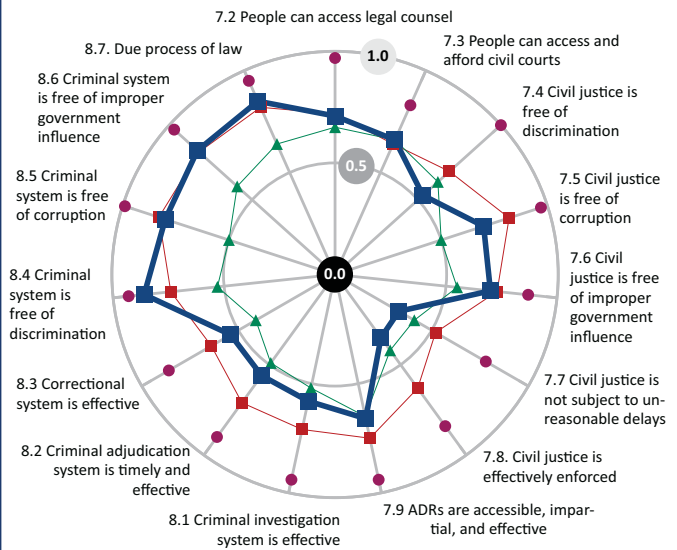 7.2 People can access legal counsel
1.0
7.3 People can access and
afford civil courts
7.4 Civil justice is
free of
discrimination
0.5
7.5 Civil justice
is free of
corruption
0.0
7.6 Civil
justice is free
of improper
government
influence
7.7 Civil justice is
not subject to un-
reasonable delays
7.8. Civil justice is
effectively enforced
7.9 ADRs are accessible, impar-
tial, and effective
8.1 Criminal investigation
system is effective
8.2 Criminal adjudication
system is timely and
effective
8.3 Correctional
system is effective
8.4 Criminal
system is
free of
discrimination
8.5 Criminal
system is free
of corruption
8.6 Criminal system
is free of improper
government
influence
8.7. Due process of law